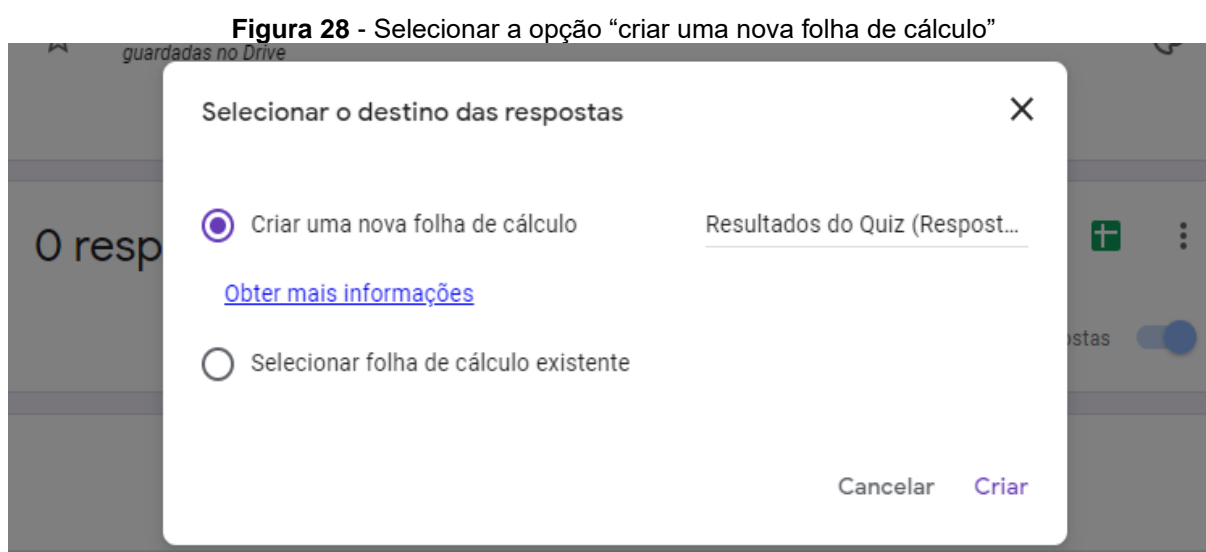 Figura 28 - Selecionar a opção “criar uma nova folha de cálculo”
guardadas no Drive
Selecionar o destino das respostas
Criar uma nova folha de cálculo Resultados do Quiz (Respost...
0 resp
Obter mais informações
ostas
Selecionar folha de cálculo existente
Cancelar Criar